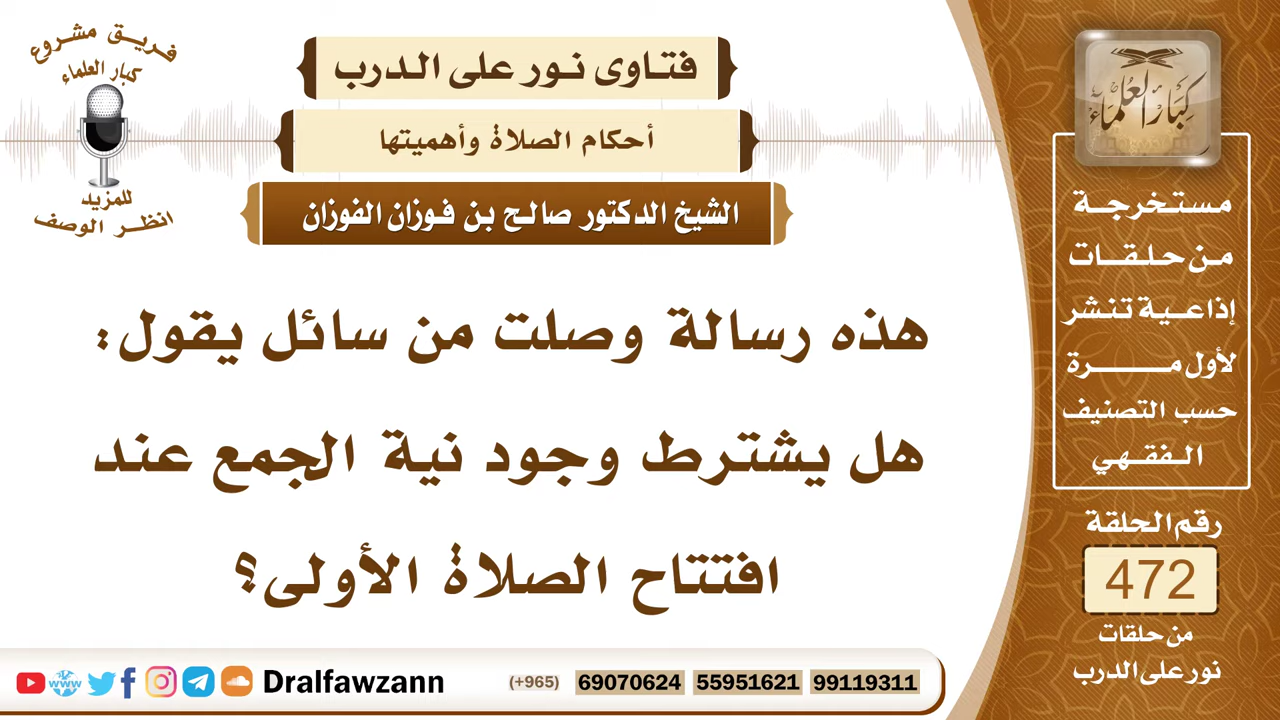 فريق مشروع
كبار العلماء
للمزيد
انظر الوصف
فتاوى نور على الدرب
أحكام الصلاة وأهميتها
الشيخ الدكتور صالح بن فوزان الفوزان
هذه رسالة وصلت من سائل يقول:
هل يشترط وجود نية الجمع عند
افتتاح الصلاة الأولى؟
كبار العلماء
مستخرجة
من حلقات
إذاعية تنشر
لأول مرة
حسب التصنيف
الفقهي
رقم الحلقة
472
من حلقات
نور على الدرب
www Dralfawzann (+965) 69070624 55951621 99119311